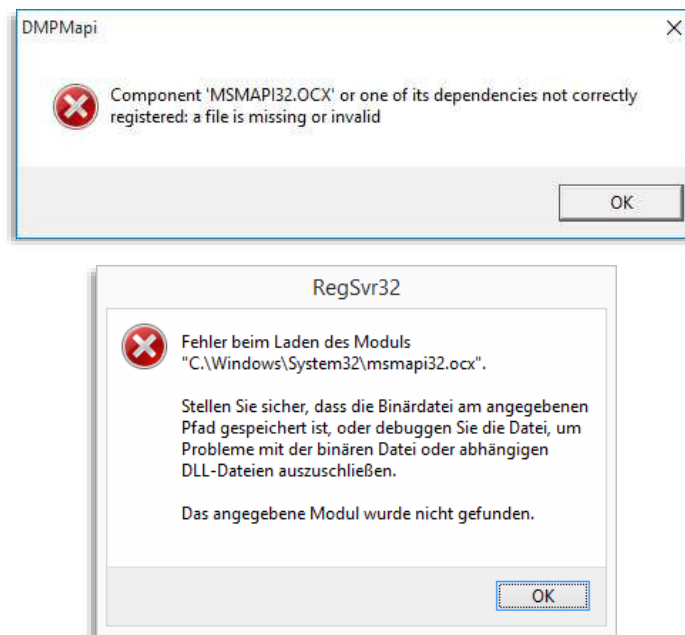 DMPMapi
Component 'MSMAPI32.OCX' or one of its dependencies not correctly
registered: a file is missing or invalid
OK
RegSvr32
Fehler beim Laden des Moduls
"C.\Windows\System32\msmapi32.ocx".
Stellen Sie sicher, dass die Binärdatei am angegebenen
Pfad gespeichert ist, oder debuggen Sie die Datei, um
Probleme mit der binären Datei oder abhängigen
DLL-Dateien auszuschließen.
Das angegebene Modul wurde nicht gefunden.
OK